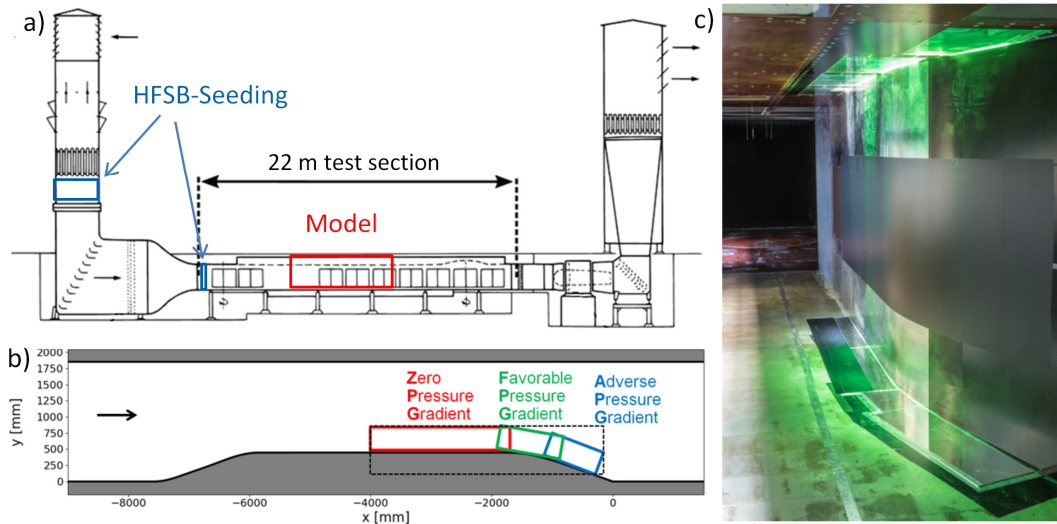 a)
HFSB-Seeding
22 m test section
Model
b)
2000
1750
1500
1250
1000
750
500
250
0
y [mm]
Zero
Pressure
Gradient
Favorable
Pressure
Gradient
Adverse
Pressure
Gradient
−8000
−6000
−4000
−2000
0
x [mm]
c)